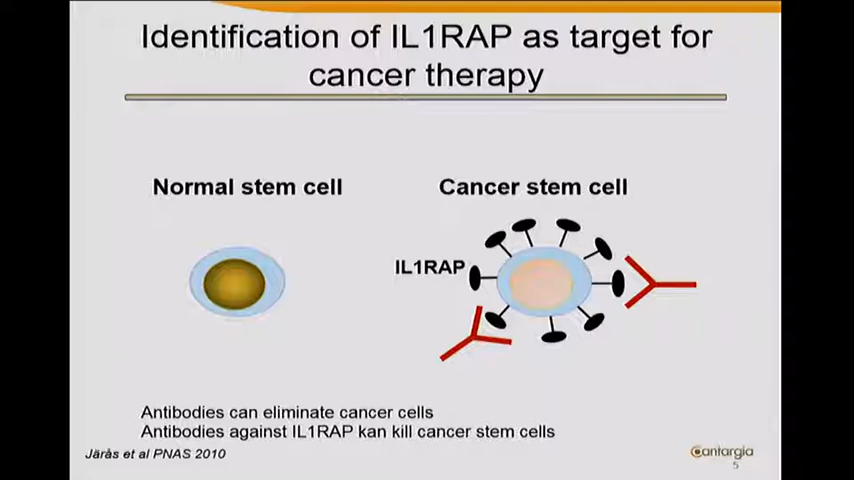 Identification of IL1RAP as target for
cancer therapy
Normal stem cell
Cancer stem cell
IL1RAP
Antibodies can eliminate cancer cells
Antibodies against IL1RAP kan kill cancer stem cells
Järås et al PNAS 2010
Cantargia
5